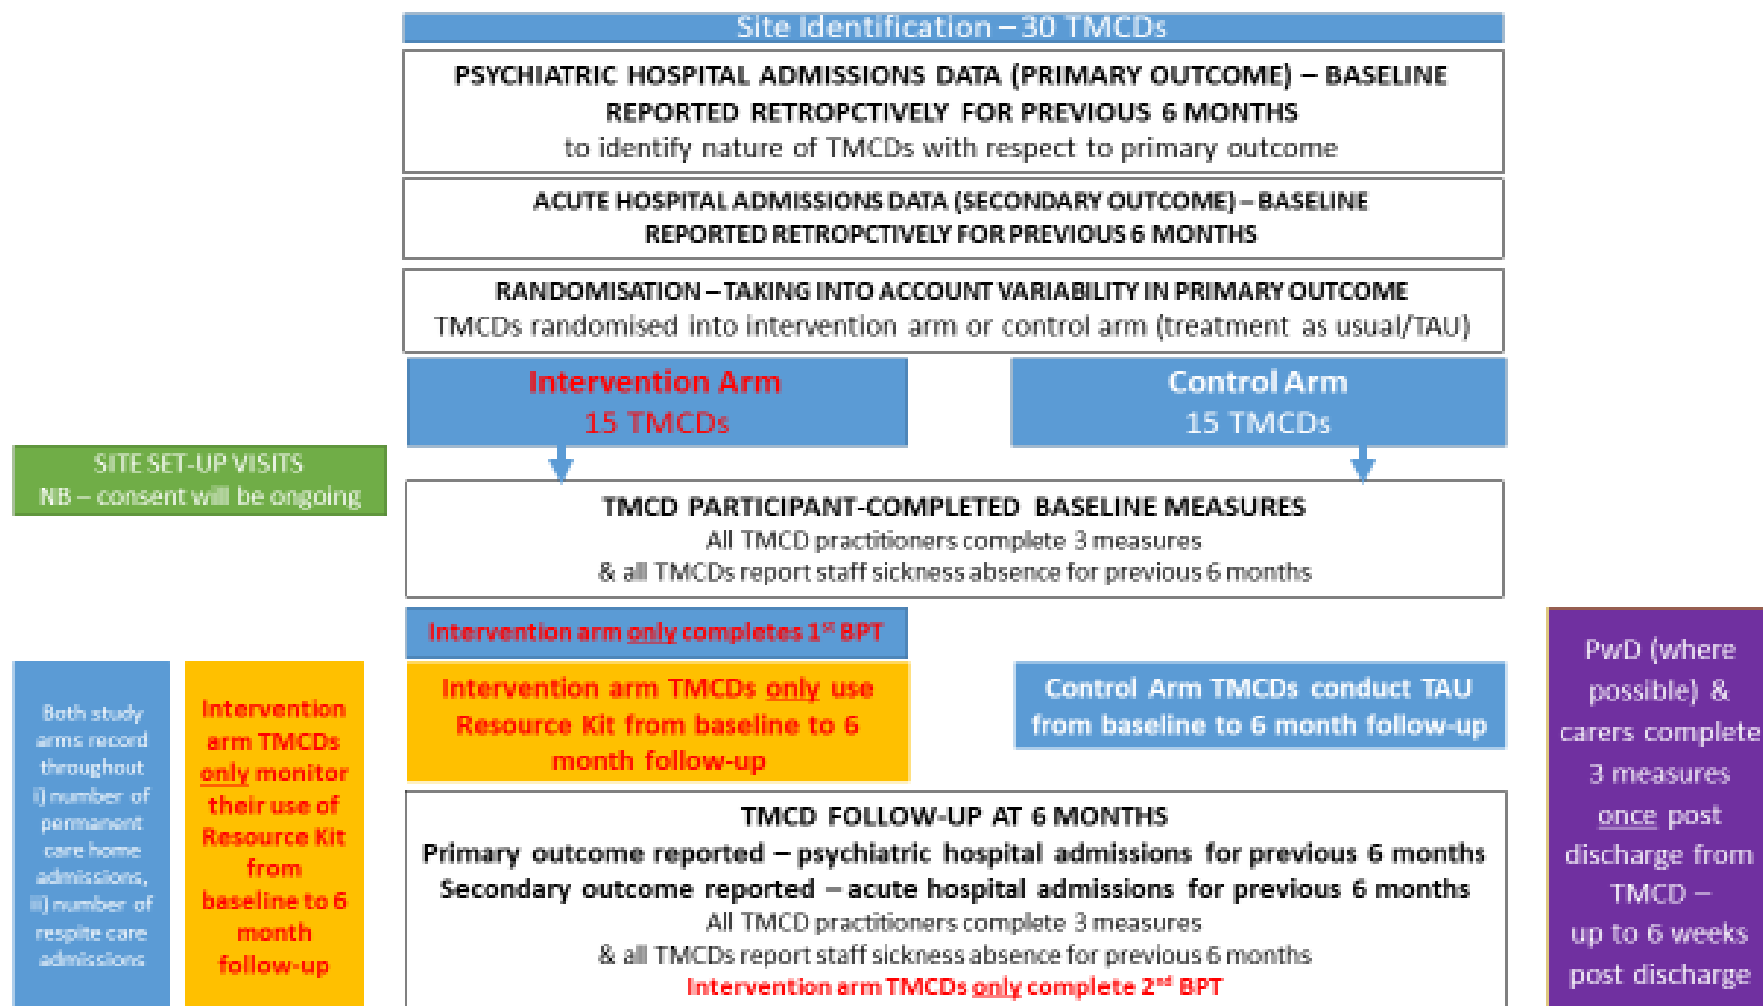 Site Identification – 30 TMCDs
PSYCHIATRIC HOSPITAL ADMISSIONS DATA (PRIMARY OUTCOME) – BASELINE
REPORTED RETROPCTIVELY FOR PREVIOUS 6 MONTHS
to identify nature of TMCDs with respect to primary outcome
ACUTE HOSPITAL ADMISSIONS DATA (SECONDARY OUTCOME) – BASELINE
REPORTED RETROPCTIVELY FOR PREVIOUS 6 MONTHS
RANDOMISATION – TAKING INTO ACCOUNT VARIABILITY IN PRIMARY OUTCOME
TMCDs randomised into intervention arm or control arm (treatment as usual/TAU)
Intervention Arm
15 TMCDs
Control Arm
15 TMCDs
SITE SET-UP VISITS
NB – consent will be ongoing
TMCD PARTICIPANT-COMPLETED BASELINE MEASURES
All TMCD practitioners complete 3 measures
& all TMCDs report staff sickness absence for previous 6 months
Intervention arm only completes 1ST BPT
Both study
arms record
throughout
i) number of
permanent
care home
admissions,
ii) number of
respite care
admissions
Intervention
arm TMCDs
only monitor
their use of
Resource Kit
from
baseline to 6
month
follow-up
Intervention arm TMCDs only use
Resource Kit from baseline to 6
month follow-up
Control Arm TMCDs conduct TAU
from baseline to 6 month follow-up
TMCD FOLLOW-UP AT 6 MONTHS
Primary outcome reported – psychiatric hospital admissions for previous 6 months
Secondary outcome reported – acute hospital admissions for previous 6 months
All TMCD practitioners complete 3 measures
& all TMCDs report staff sickness absence for previous 6 months
Intervention arm TMCDs only complete 2nd BPT
PwD (where
possible) &
carers complete
3 measures
once post
discharge from
TMCD –
up to 6 weeks
post discharge